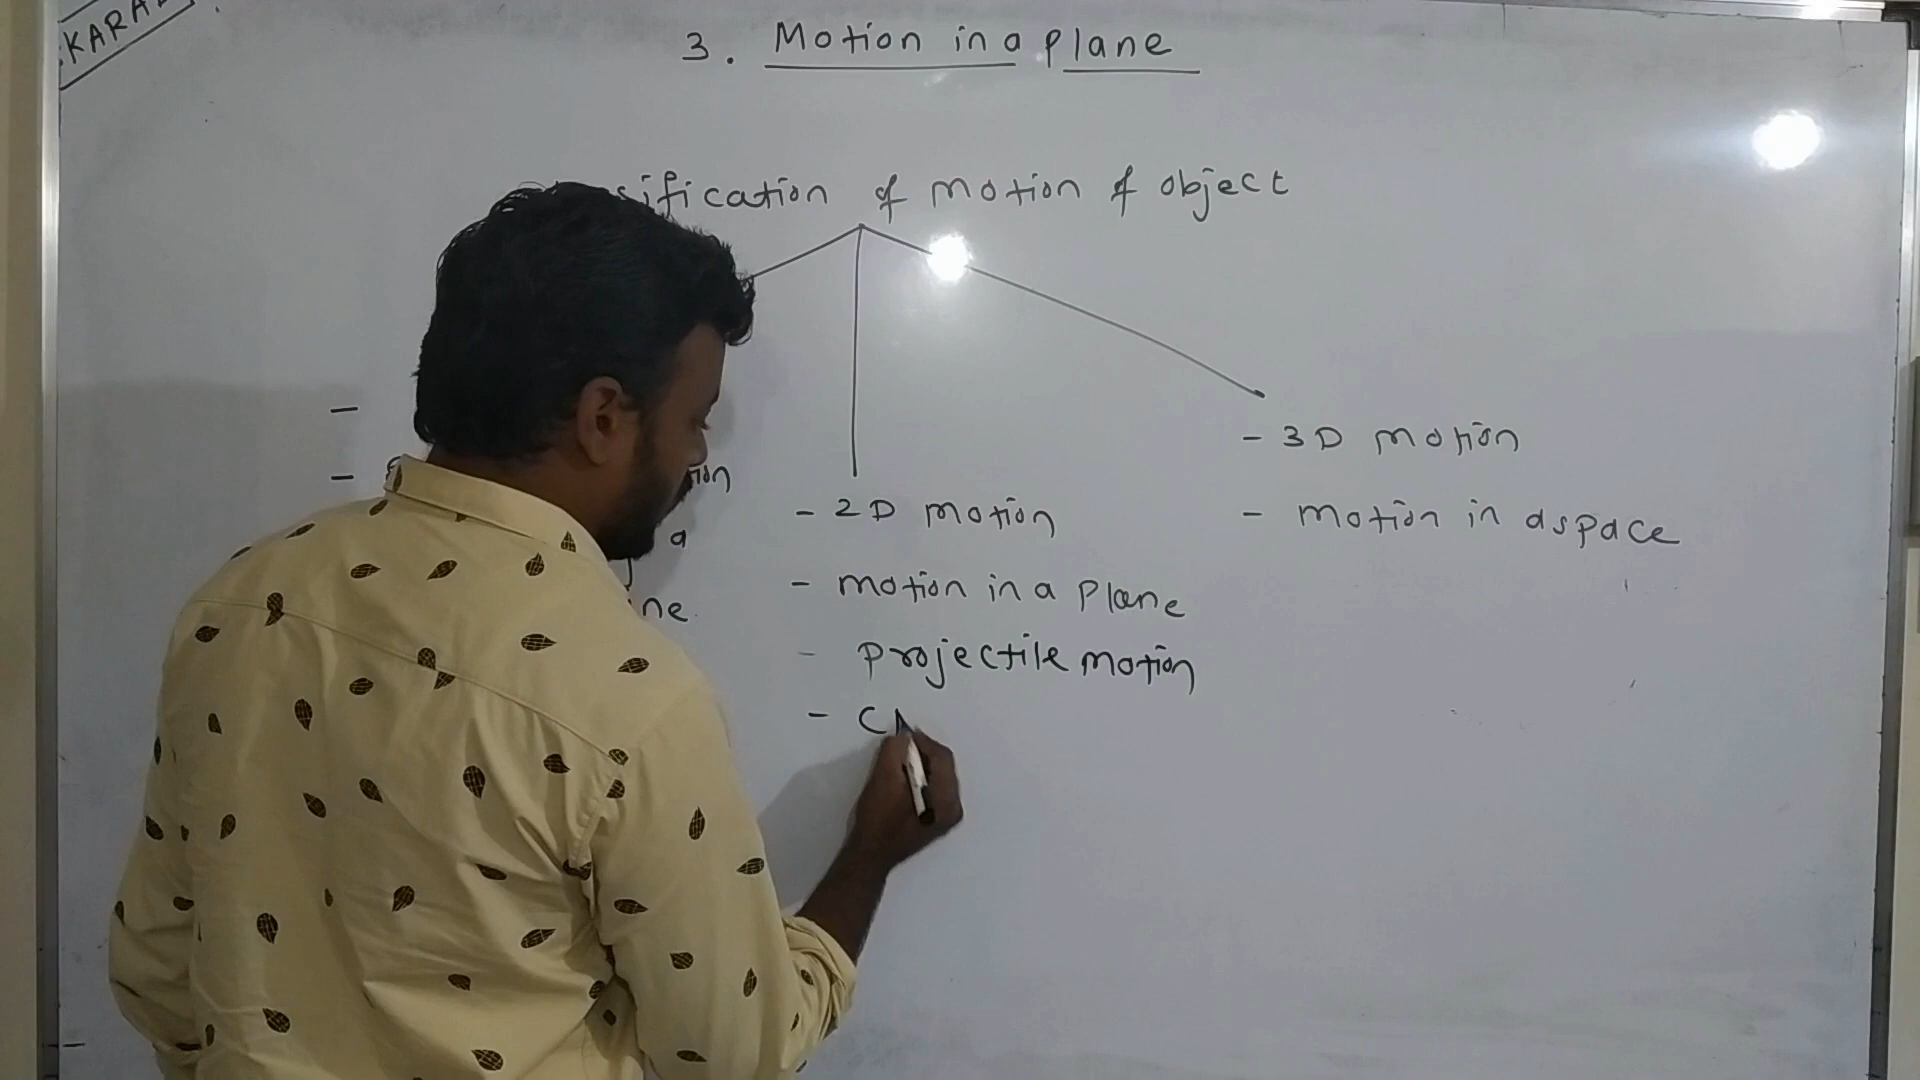 3. Motion in a plane
of motion of object
- 3D motion
- motion in a space
- 2D motion
- motion in a plane
- projectile motion
- C
a